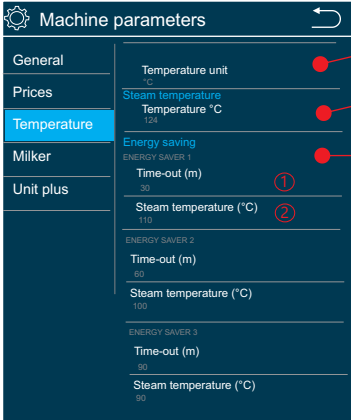 Machine parameters
General
Prices
Temperature
Milker
Unit plus
Temperature unit
°C
Steam temperature
Temperature °C
124
Energy saving
ENERGY SAVER 1
Time-out (m)
30
①
Steam temperature (°C)
110
②
ENERGY SAVER 2
Time-out (m)
60
Steam temperature (°C)
100
ENERGY SAVER 3
Time-out (m)
90
Steam temperature (°C)
90